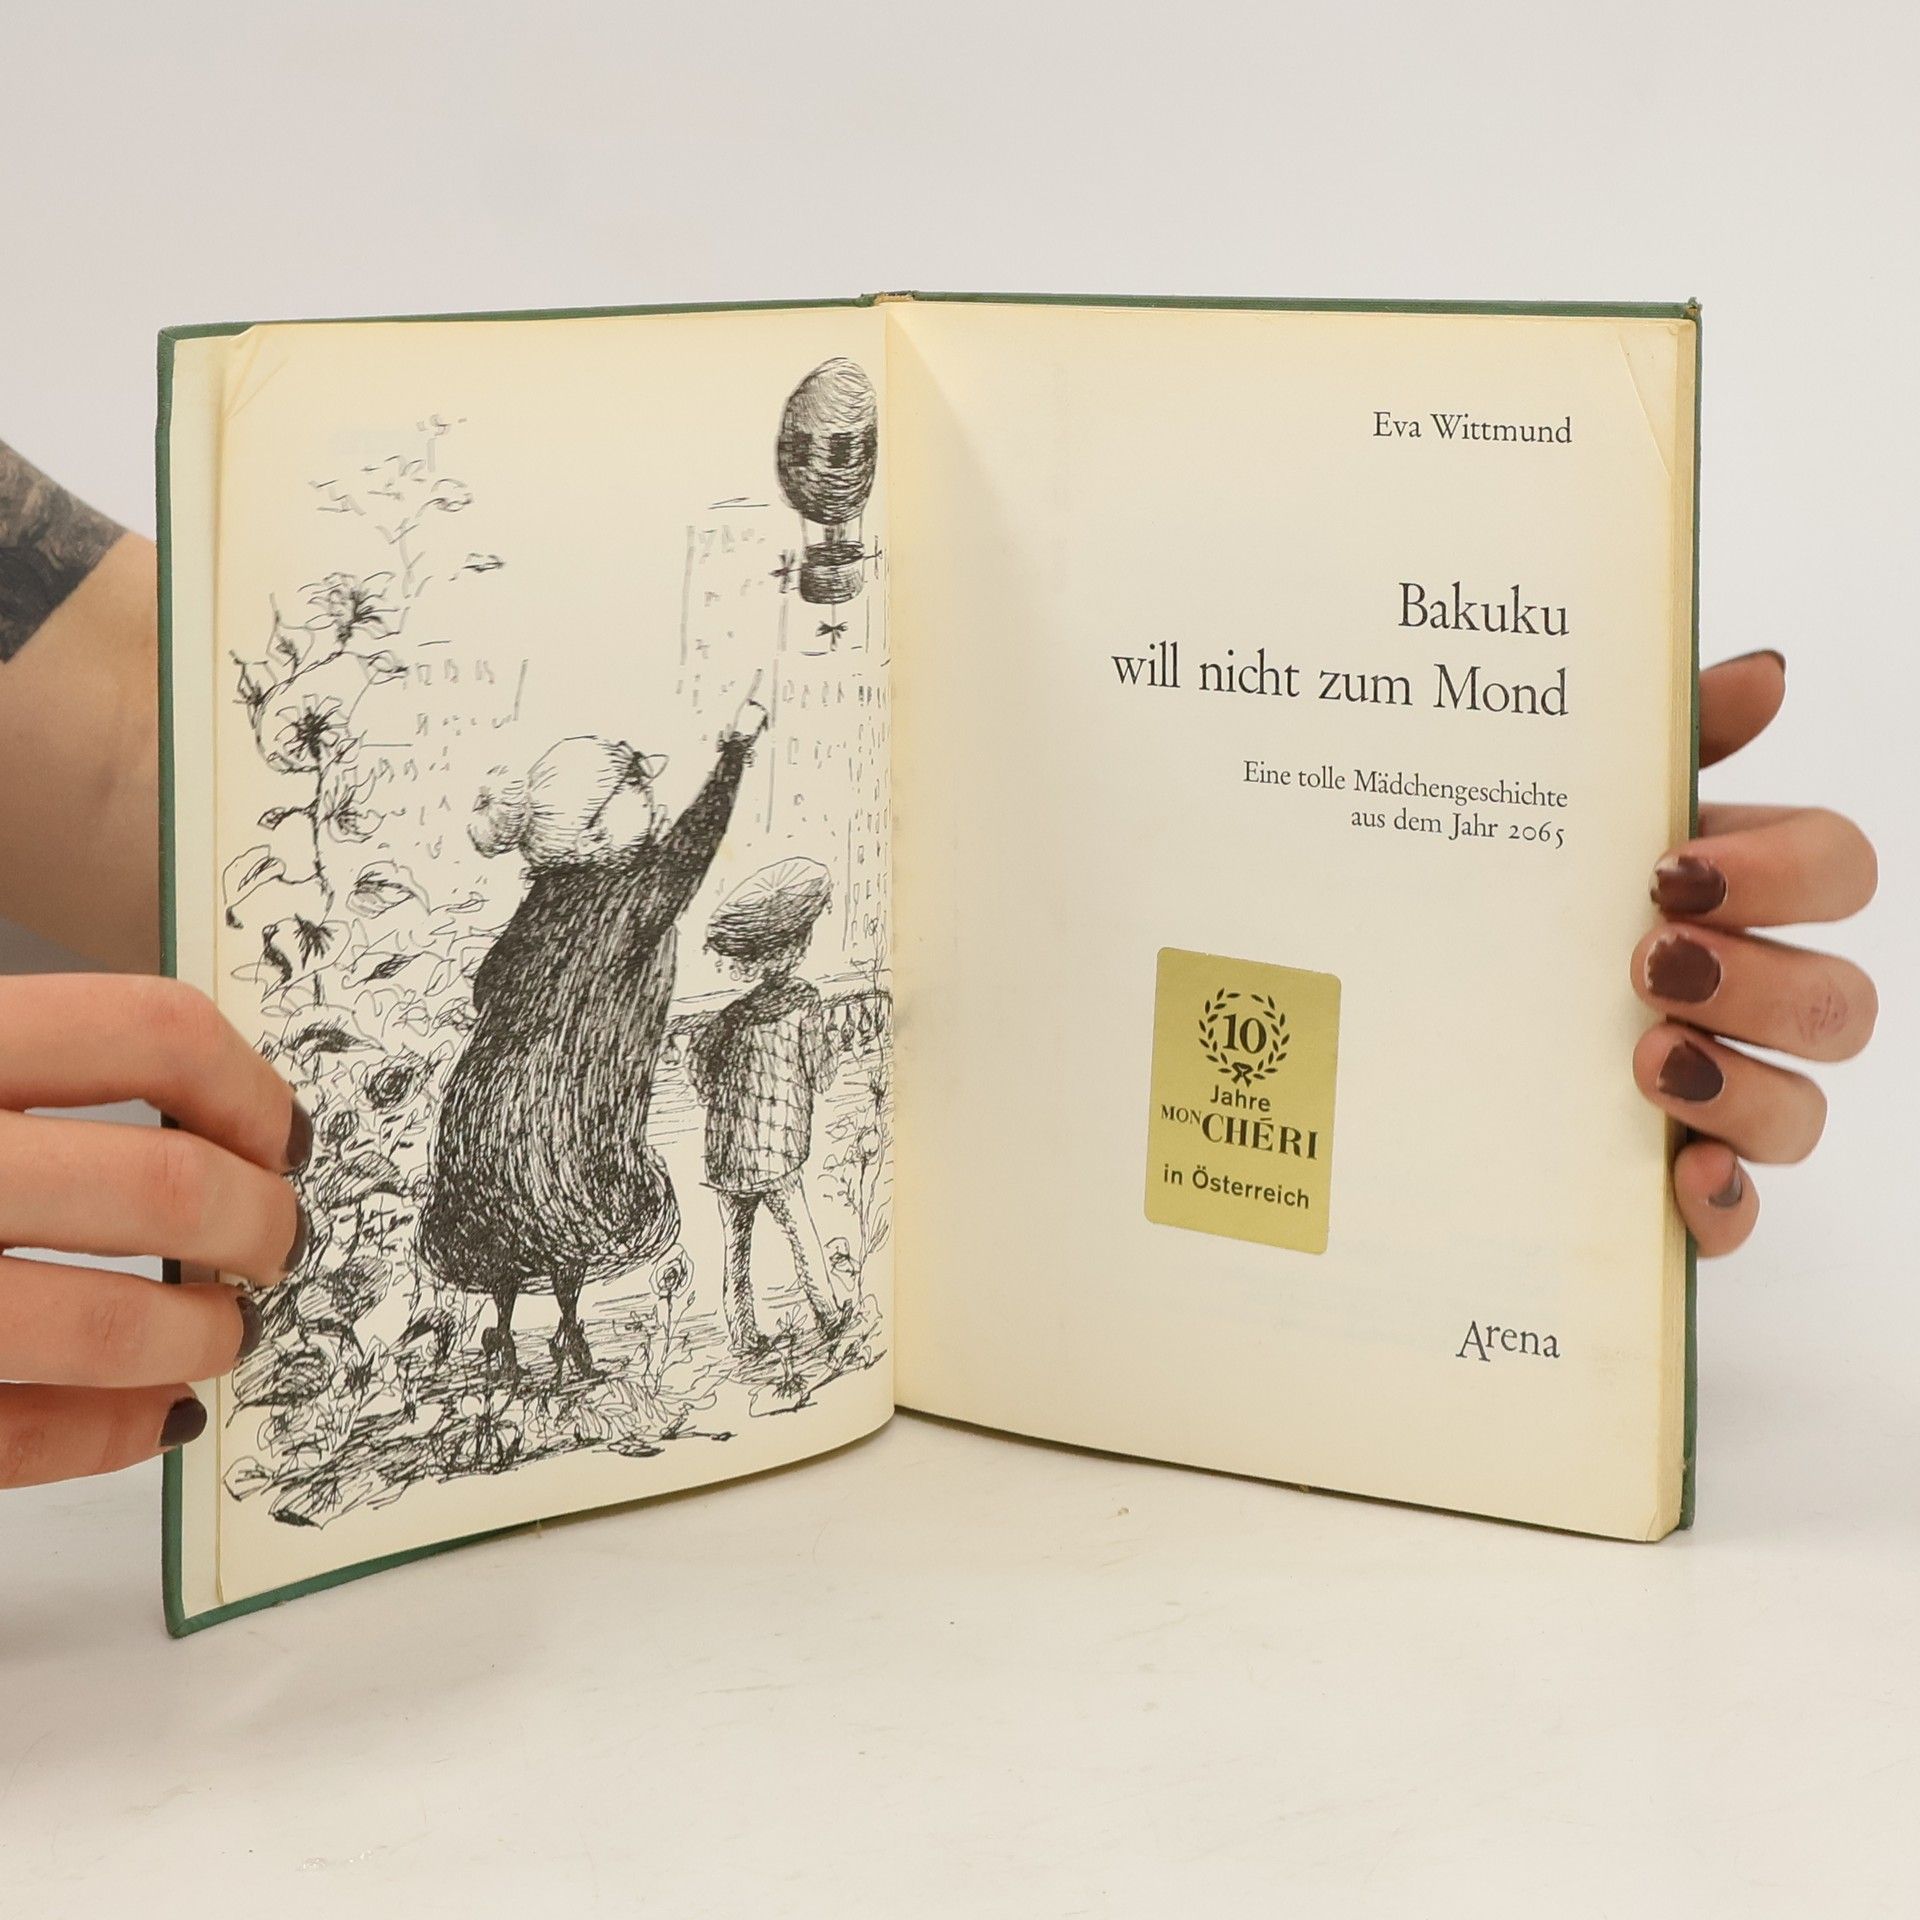 Eva Wittmund
Bakuku
will nicht zum Mond
Eine tolle Mädchengeschichte
aus dem Jahr 2065
10
Jahre
MON CHÉRI
in Österreich
Arena